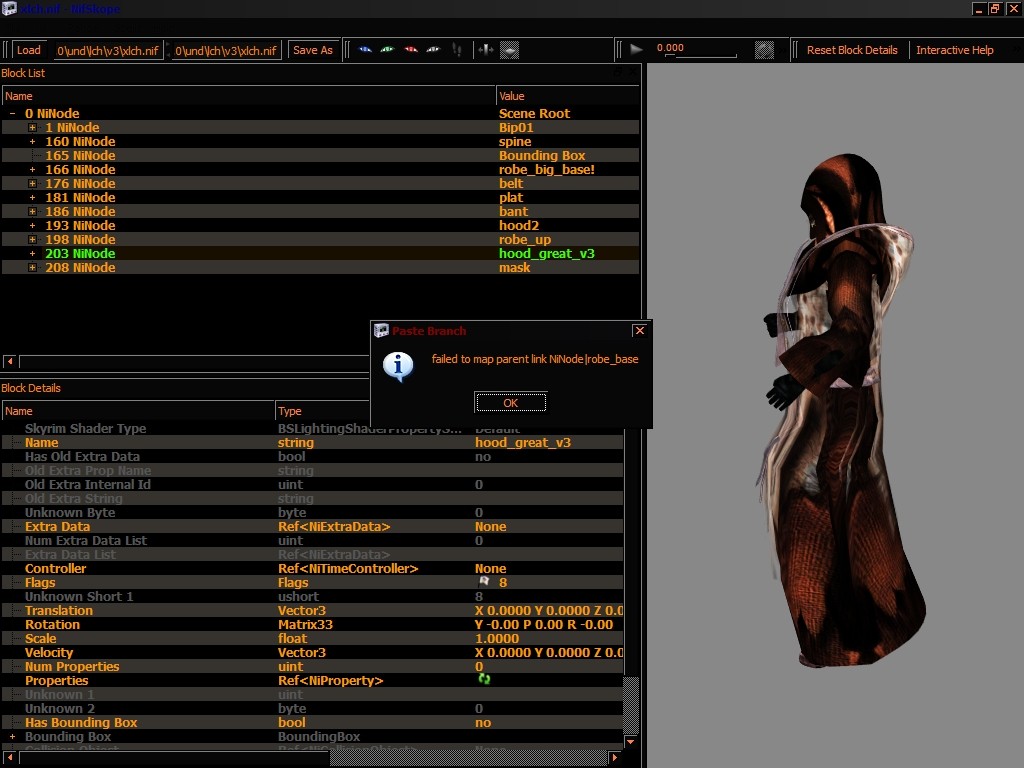 xlch.nif - NifSkope
Load 0\und\lch\v3\xlch.nif 0\und\lch\v3\xlch.nif Save As 0.000 Reset Block Details Interactive Help
Block List
Name Value
0 NiNode Scene Root
1 NiNode Bip01
160 NiNode spine
165 NiNode Bounding Box
166 NiNode robe_big_base!
176 NiNode belt
181 NiNode plat
186 NiNode bant
193 NiNode hood2
198 NiNode robe_up
203 NiNode hood_great_v3
208 NiNode mask
Paste Branch
failed to map parent link NiNode|robe_base
OK
Block Details
Name Type
Skyrim Shader Type BSLightingShaderPropertyS... Default
Name string hood_great_v3
Has Old Extra Data bool no
Old Extra Prop Name string
Old Extra Internal Id uint 0
Old Extra String string
Unknown Byte byte 0
Extra Data Ref<NiExtraData> None
Num Extra Data List uint 0
Extra Data List Ref<NiExtraData>
Controller Ref<NiTimeController> None
Flags Flags 8
Unknown Short 1 ushort 8
Translation Vector3 X 0.0000 Y 0.0000 Z 0.0
Rotation Matrix33 Y -0.00 P 0.00 R -0.00
Scale float 1.0000
Velocity Vector3 X 0.0000 Y 0.0000 Z 0.0
Num Properties uint 0
Properties Ref<NiProperty>
Unknown 1 uint
Unknown 2 byte 0
Has Bounding Box bool no
Bounding Box BoundingBox
Collision Object Ref<NiCollisionObject> None